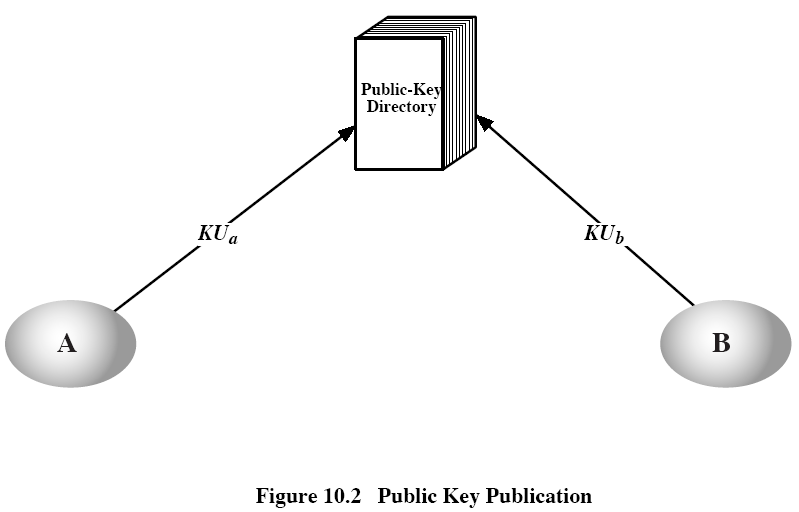 Public-Key
Directory
KUa
KUb
A
B
Figure 10.2 Public Key Publication